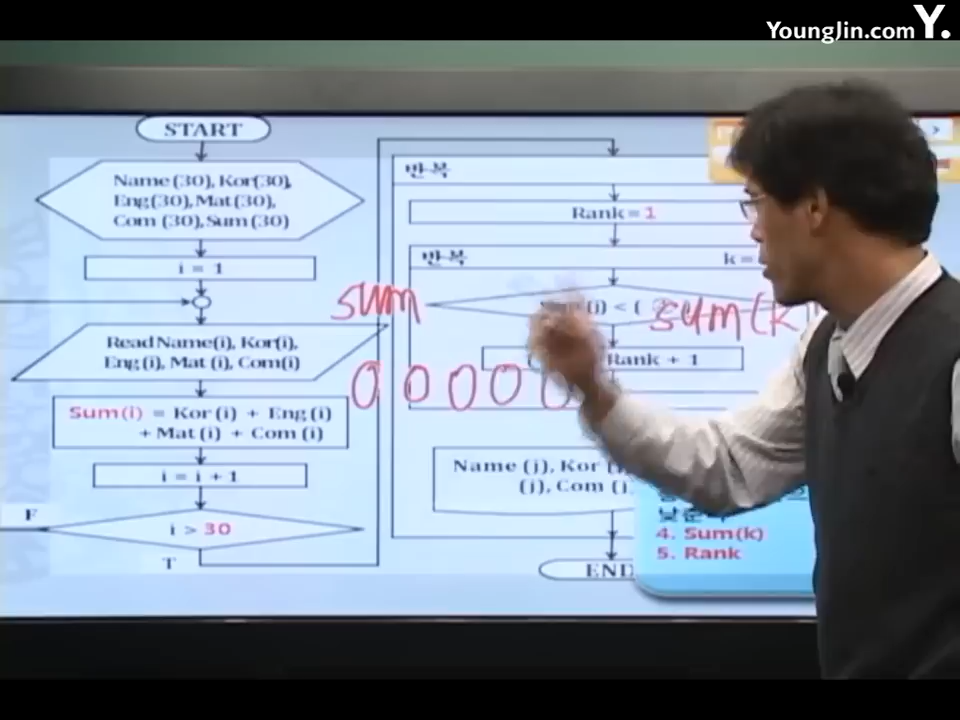 YoungJin.com Y.
START
Name (30), Kor(30),
Eng(30), Mat (30),
Com (30), Sum (30)
i = 1
Read Name(i), Kor(i),
Eng(i), Mat (i), Com(i)
Sum(i) = Kor (i) + Eng(i)
+ Mat (i) + Com (i)
i = i + 1
F
i > 30
T
반복
Rank= 1
반복
k=
sum
(j) < (
sum(k)
Rank + 1
0 0 0 0 0
Name (j), Kor
(j), Com (j),
4. Sum(k)
5. Rank
END